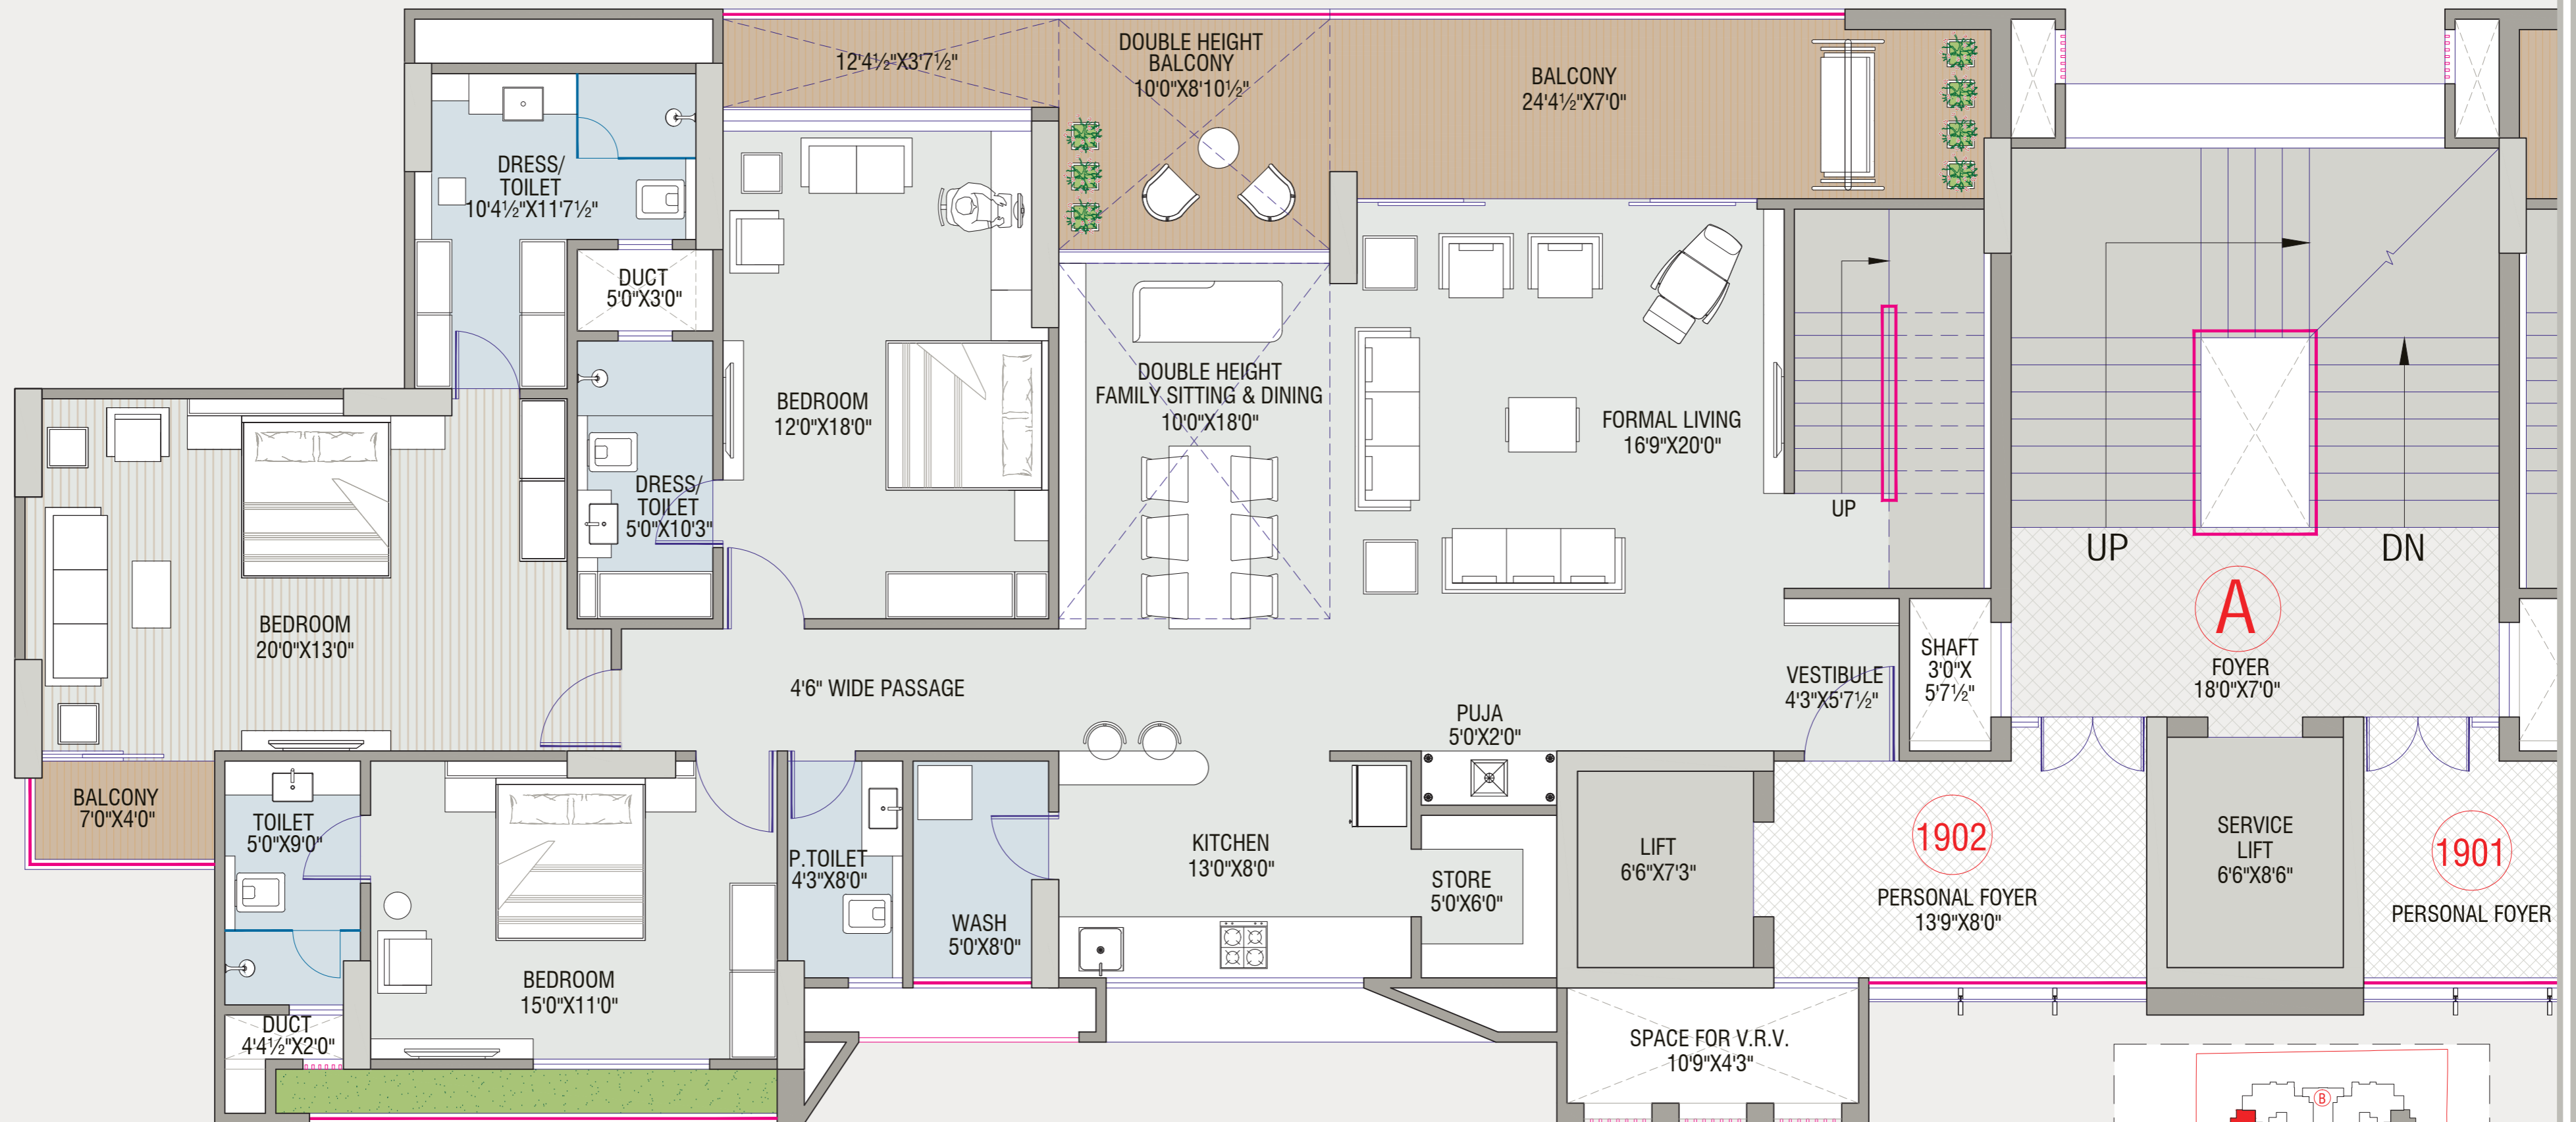 12'4½"X3'7½"
DOUBLE HEIGHT
BALCONY
10'0"X8'10½"
BALCONY
24'4½"X7'0"
DRESS/
TOILET
10'4½"X11'7½"
DUCT
5'0"X3'0"
BEDROOM
12'0"X18'0"
DOUBLE HEIGHT
FAMILY SITTING & DINING
10'0"X18'0"
FORMAL LIVING
16'9"X20'0"
DRESS/
TOILET
5'0"X10'3"
UP
UP
DN
A
FOYER
18'0"X7'0"
BEDROOM
20'0"X13'0"
4'6" WIDE PASSAGE
VESTIBULE
4'3"X5'7½"
SHAFT
3'0"X
5'7½"
PUJA
5'0"X2'0"
BALCONY
7'0"X4'0"
TOILET
5'0"X9'0"
P.TOILET
4'3"X8'0"
KITCHEN
13'0"X8'0"
STORE
5'0"X6'0"
LIFT
6'6"X7'3"
1902
PERSONAL FOYER
13'9"X8'0"
SERVICE
LIFT
6'6"X8'6"
1901
PERSONAL FOYER
WASH
5'0"X8'0"
BEDROOM
15'0"X11'0"
DUCT
4'4½"X2'0"
SPACE FOR V.R.V.
10'9"X4'3"
B